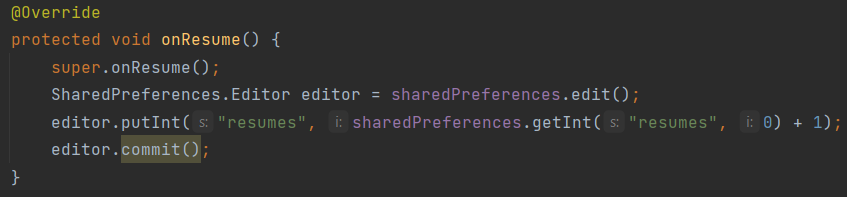 @Override
protected void onResume() {
super.onResume();
SharedPreferences.Editor editor = sharedPreferences.edit();
editor.putInt( s: "resumes", i: sharedPreferences.getInt( s: "resumes", i: 0) + 1);
editor.commit();
}